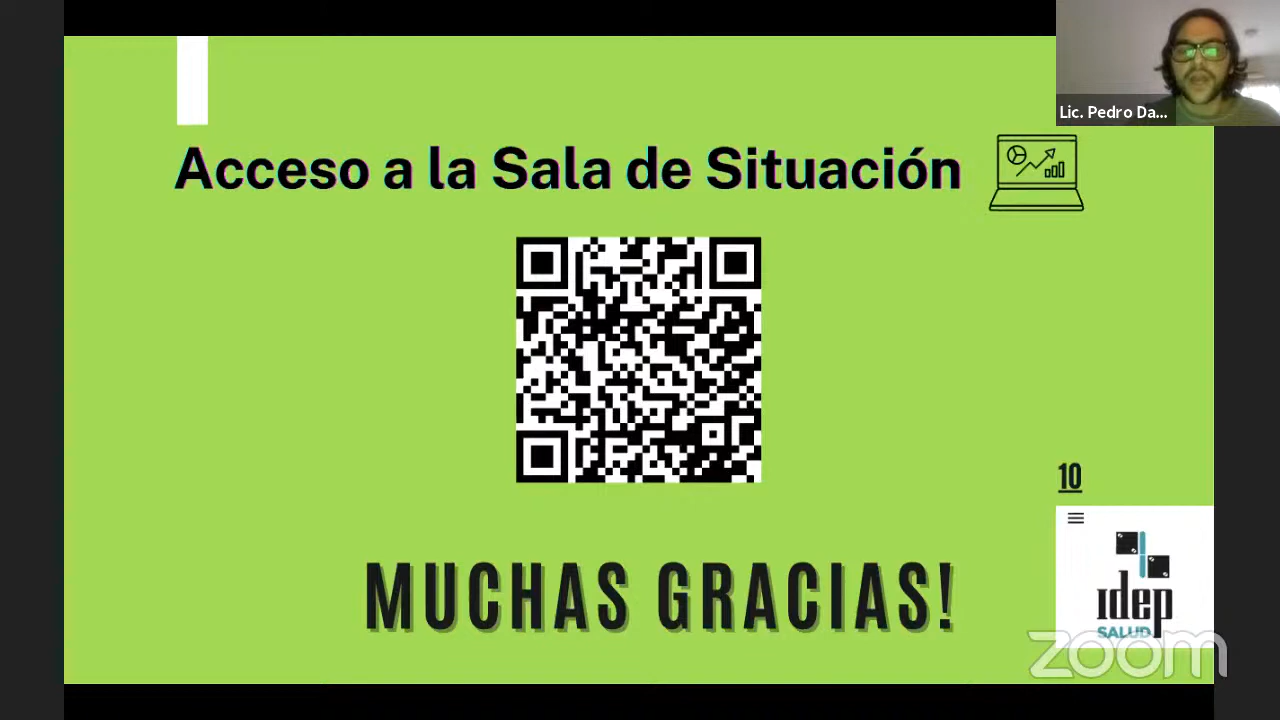 Lic. Pedro Da...
Acceso a la Sala de Situación
10
MUCHAS GRACIAS!
idep
SALUD
zoom